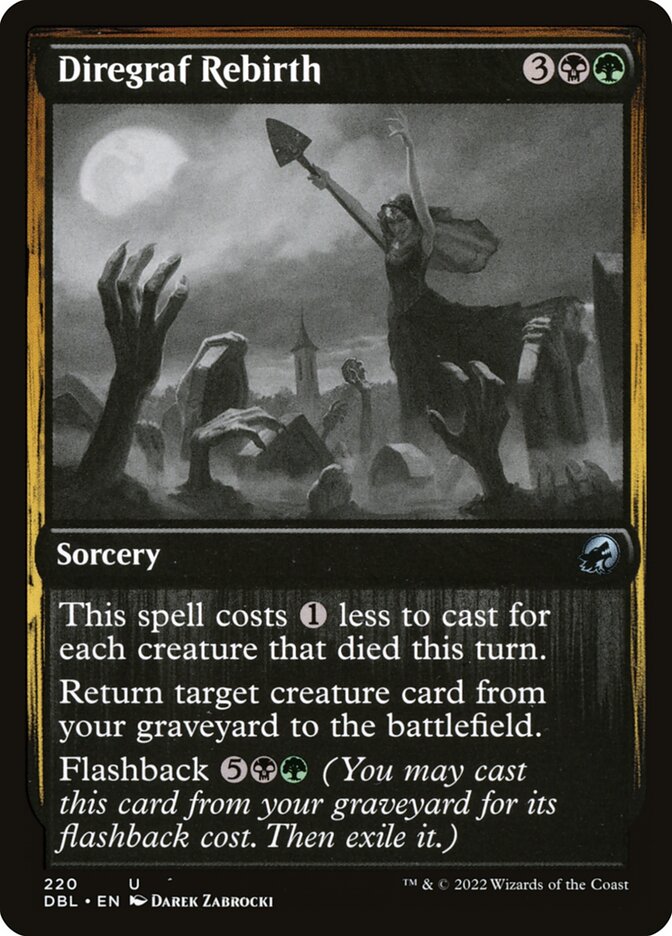 Diregraf Rebirth 3
Sorcery
This spell costs 1 less to cast for
each creature that died this turn.
Return target creature card from
your graveyard to the battlefield.
Flashback 5 (You may cast
this card from your graveyard for its
flashback cost. Then exile it.)
220 U ™ & © 2022 Wizards of the Coast
DBL • EN Darek Zabrocki